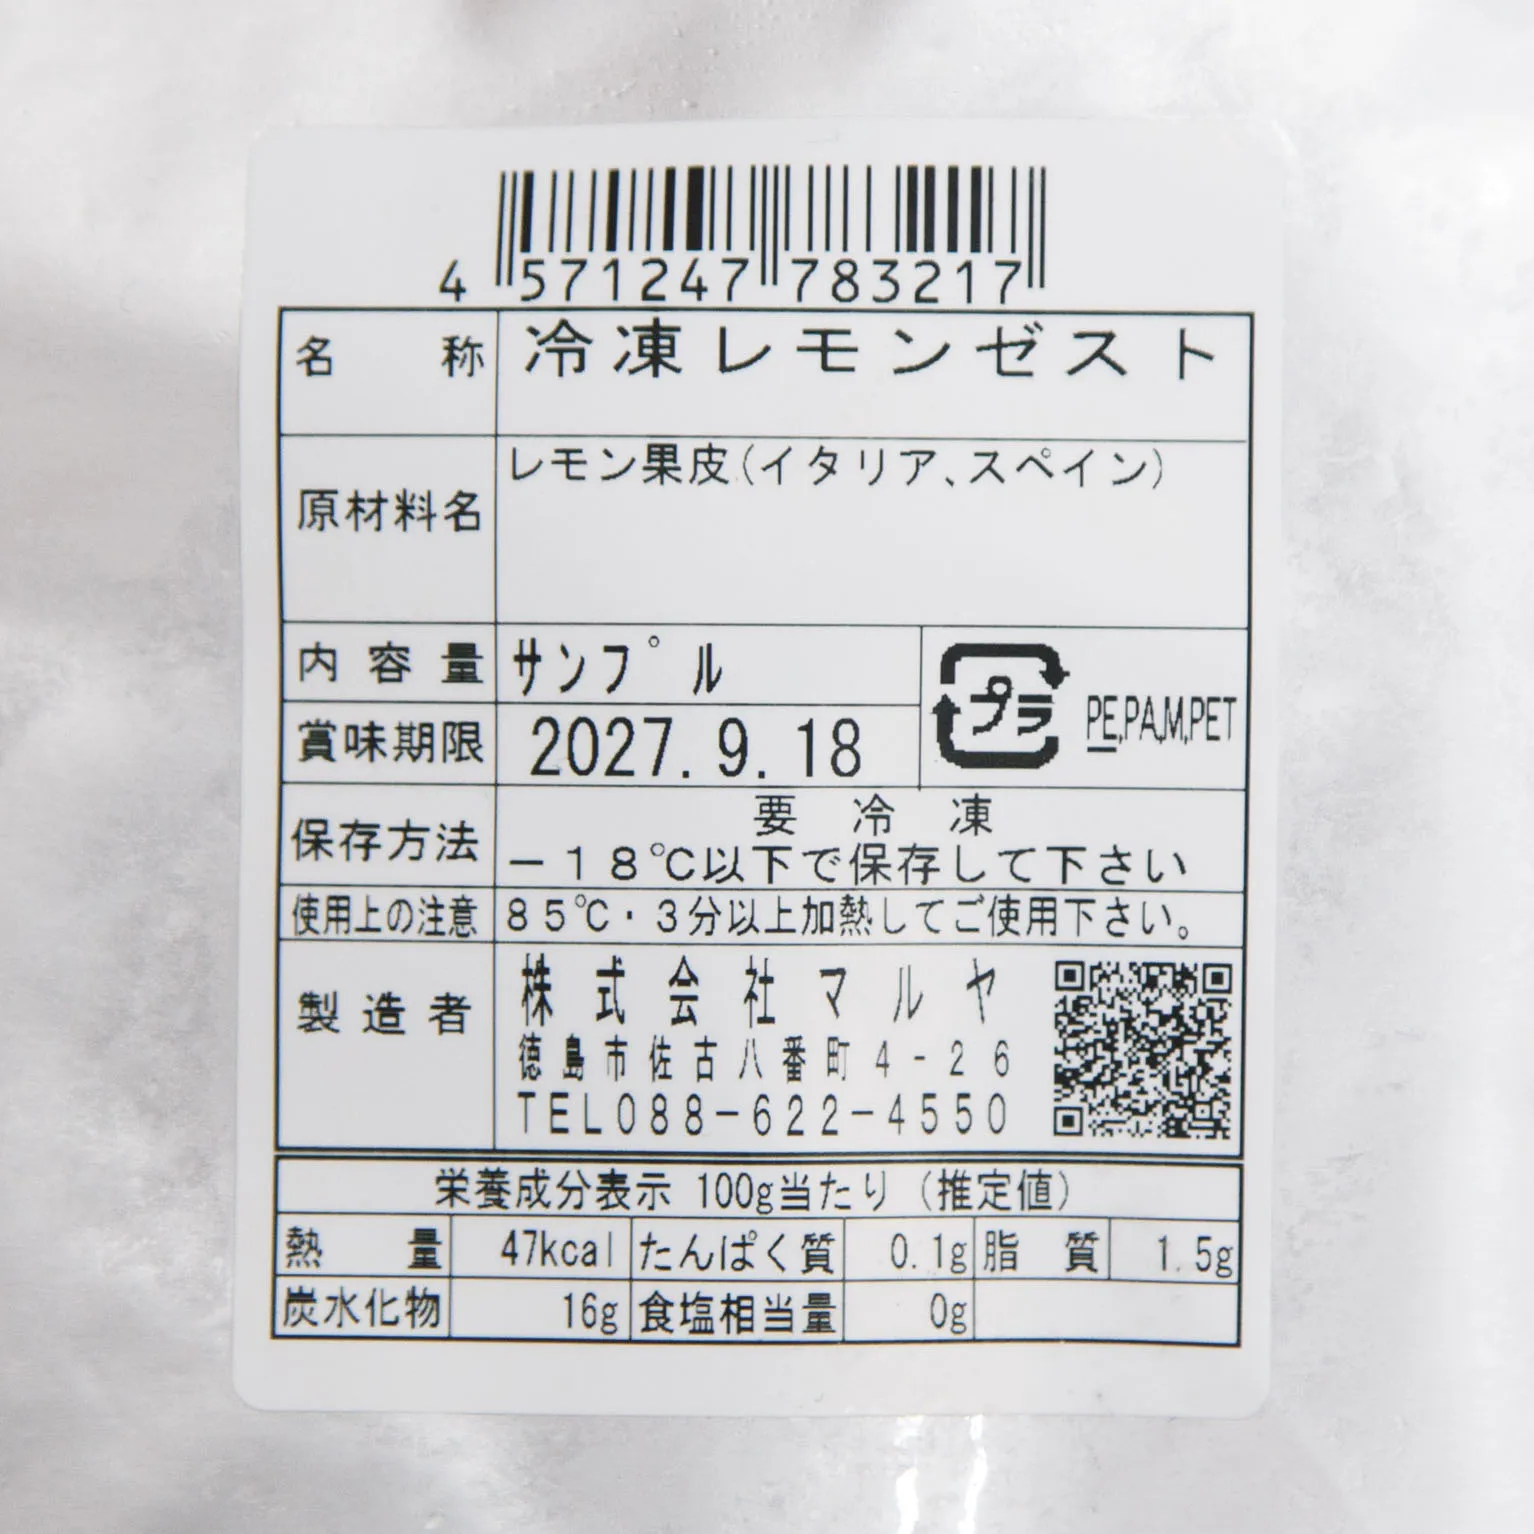 4 571247 783217
名称 冷凍レモンゼスト
原材料名 レモン果皮(イタリア、スペイン)
内容量 サンプル
プラ PE,PA,M,PET
賞味期限 2027. 9. 18
保存方法 要冷凍
－18℃以下で保存して下さい
使用上の注意 85℃・3分以上加熱してご使用下さい。
製造者 株式会社マルヤ
徳島市佐古八番町4-26
TEL088-622-4550
栄養成分表示 100g当たり (推定値)
熱量 47kcal たんぱく質 0.1g 脂質 1.5g
炭水化物 16g 食塩相当量 0g